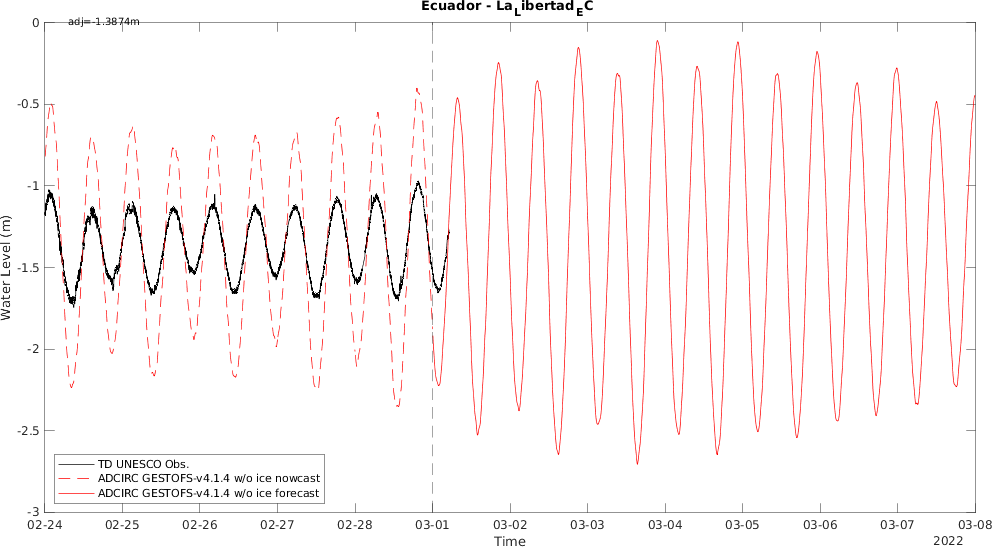 Ecuador - LaLibertadEC
adj=-1.3874m
0
-0.5
-1
-1.5
-2
-2.5
-3
Water Level (m)
TD UNESCO Obs.
ADCIRC GESTOFS-v4.1.4 w/o ice nowcast
ADCIRC GESTOFS-v4.1.4 w/o ice forecast
02-24 02-25 02-26 02-27 02-28 03-01 03-02 03-03 03-04 03-05 03-06 03-07 03-08
Time
2022